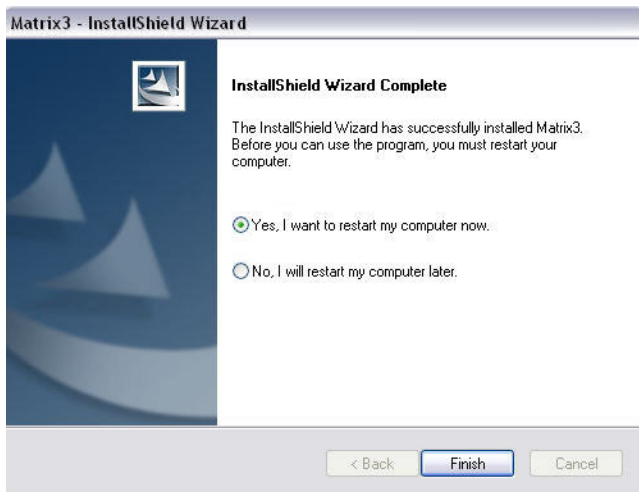 Matrix3 - InstallShield Wizard
InstallShield Wizard Complete
The InstallShield Wizard has successfully installed Matrix3.
Before you can use the program, you must restart your
computer.
Yes, I want to restart my computer now.
No, I will restart my computer later.
< Back
Finish
Cancel